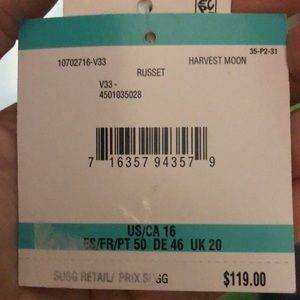 35-P2-31
10702716-V33 HARVEST MOON
RUSSET
V33 -
4501035028
7 16357 94357 9
US/CA 16
ES/FR/PT 50 DE 46 UK 20
SUGG RETAIL/ PRIX SUGG $119.00